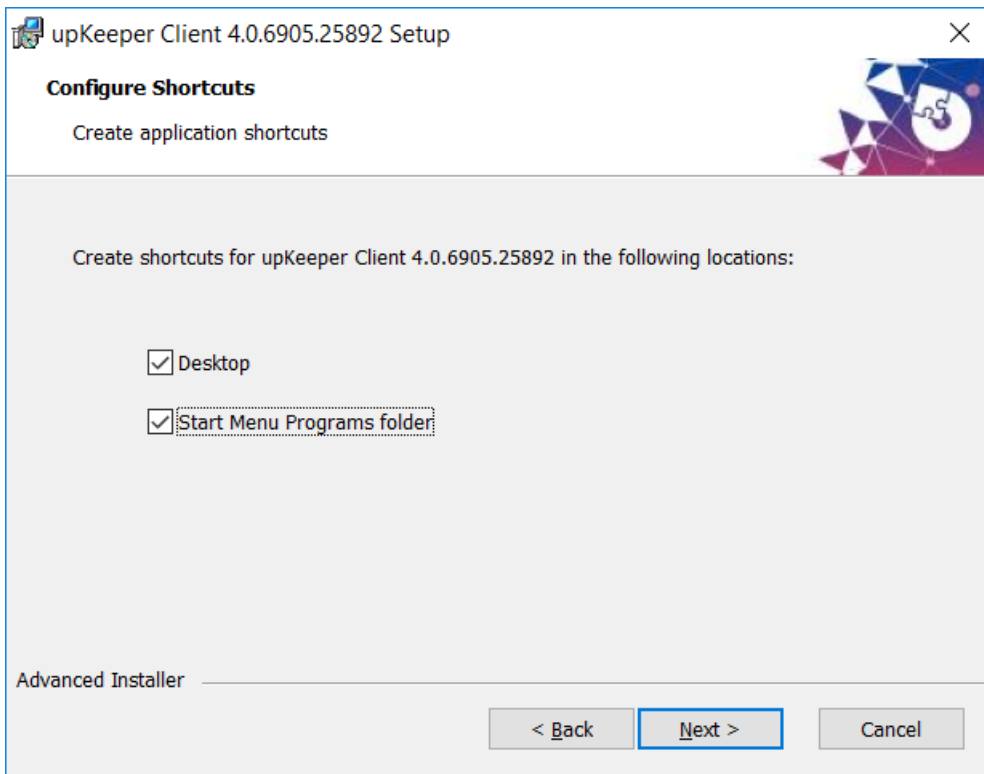 upKeeper Client 4.0.6905.25892 Setup
Configure Shortcuts
Create application shortcuts
Create shortcuts for upKeeper Client 4.0.6905.25892 in the following locations:
Desktop
Start Menu Programs folder
Advanced Installer
< Back Next > Cancel